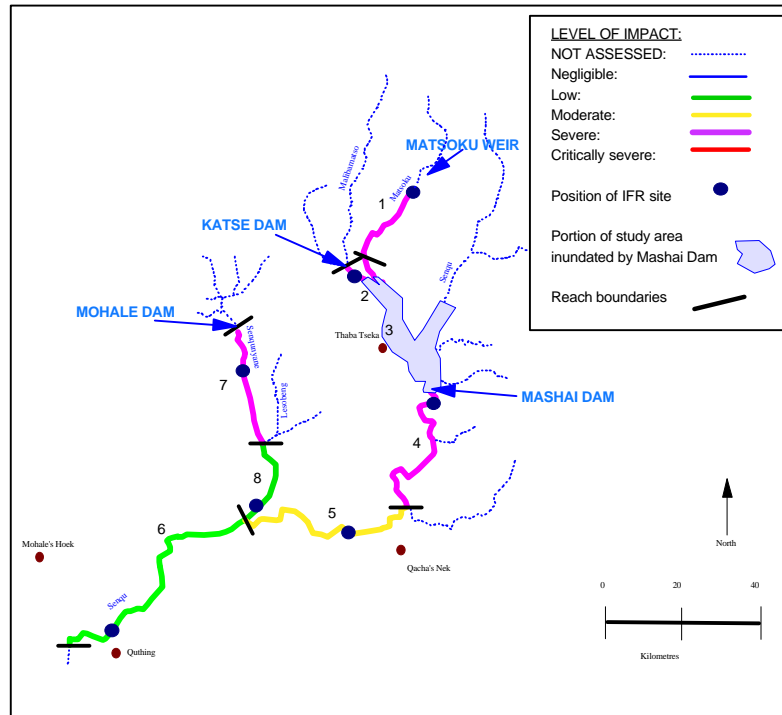 LEVEL OF IMPACT:
NOT ASSESSED:
Negligible:
Low:
Moderate:
Severe:
Critically severe:
Position of IFR site
Portion of study area
inundated by Mashai Dam
Reach boundaries
MATSOKU WEIR
Malibamatso
Matsoku
1
KATSE DAM
2
Senqu
MOHALE DAM
Senqunyane
3
Thaba Tseka
7
Lesobeng
MASHAI DAM
4
8
5
6
Mohale's Hoek
Qacha's Nek
North
Senqu
Quthing
0
20
40
Kilometres